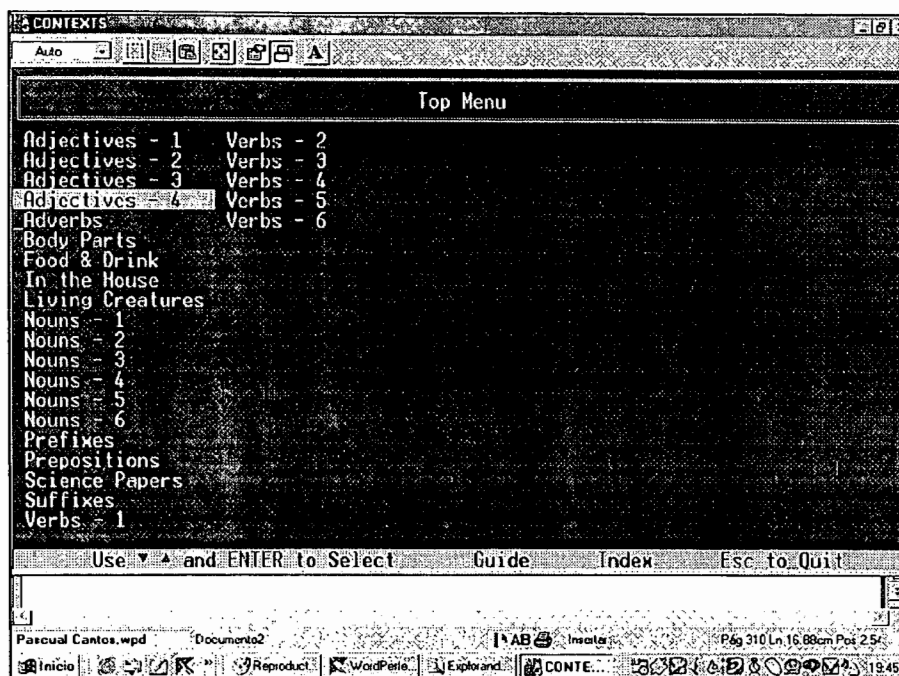 CONTEXTS
Auto
A
Top Menu
Adjectives - 1 Verbs - 2
Adjectives - 2 Verbs - 3
Adjectives - 3 Verbs - 4
Adjectives - 4 Verbs - 5
Adverbs Verbs - 6
Body Parts
Food & Drink
In the House
Living Creatures
Nouns - 1
Nouns - 2
Nouns - 3
Nouns - 4
Nouns - 5
Nouns - 6
Prefixes
Prepositions
Science Papers
Suffixes
Verbs - 1
Use ▼ ▲ and ENTER to Select Guide Index Esc to Quit
Pascual Cantos.wpd Documento2 AB Insertar Pág 310 Ln 16.88cm Pos 2.54
Inicio Reproduct... WordPerfe... Explorand... CONTE... 19:45